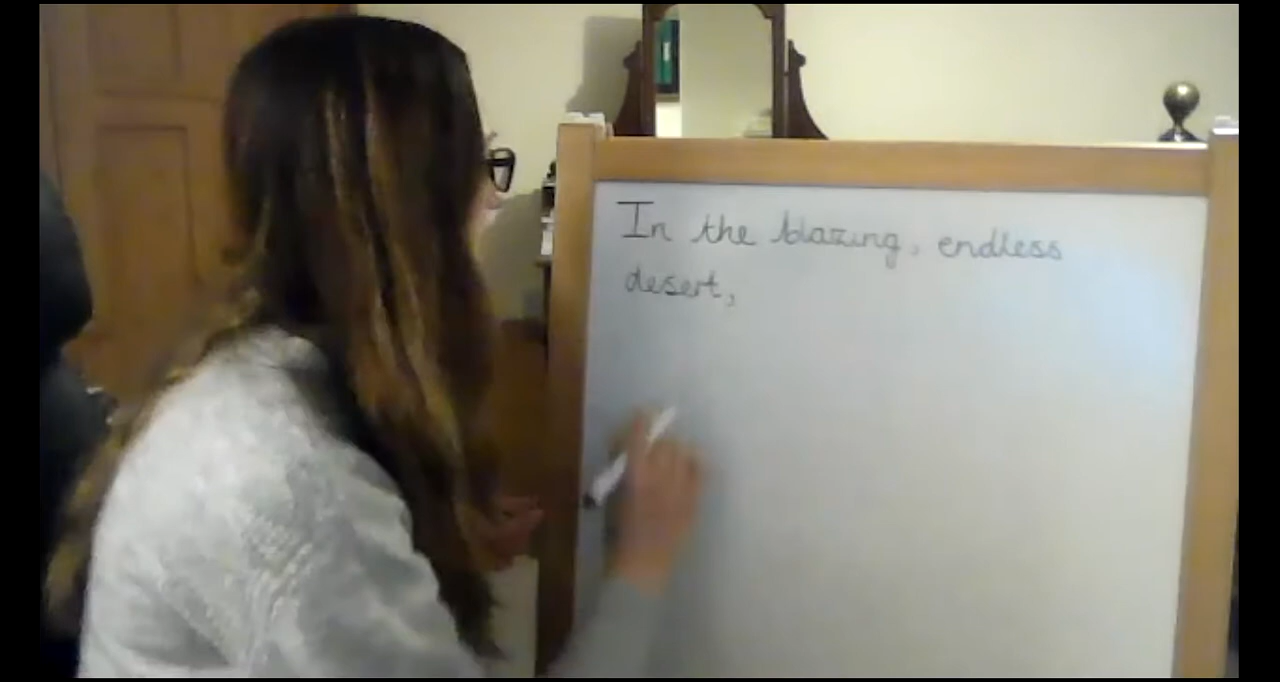 In the blazing, endless
desert,